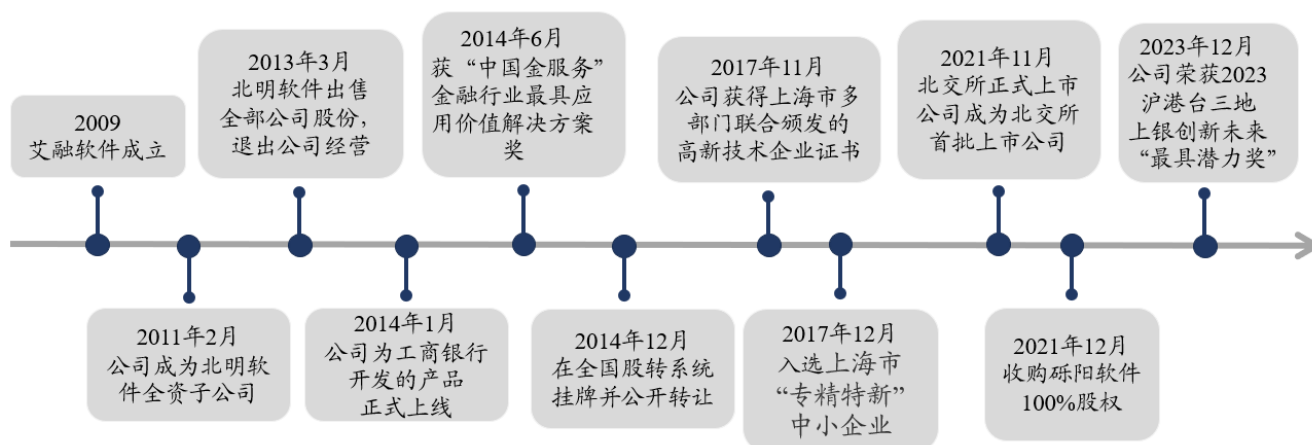 2009
艾融软件成立
2011年2月
公司成为北明软
件全资子公司
2013年3月
北明软件出售
全部公司股份，
退出公司经营
2014年1月
公司为工商银行
开发的产品
正式上线
2014年6月
获“中国金服务”
金融行业最具应
用价值解决方案
奖
2014年12月
在全国股转系统
挂牌并公开转让
2017年11月
公司获得上海市多
部门联合颁发的
高新技术企业证书
2017年12月
入选上海市
“专精特新”
中小企业
2021年11月
北交所正式上市
公司成为北交所
首批上市公司
2021年12月
收购砾阳软件
100%股权
2023年12月
公司荣获2023
沪港台三地
上银创新未来
“最具潜力奖”